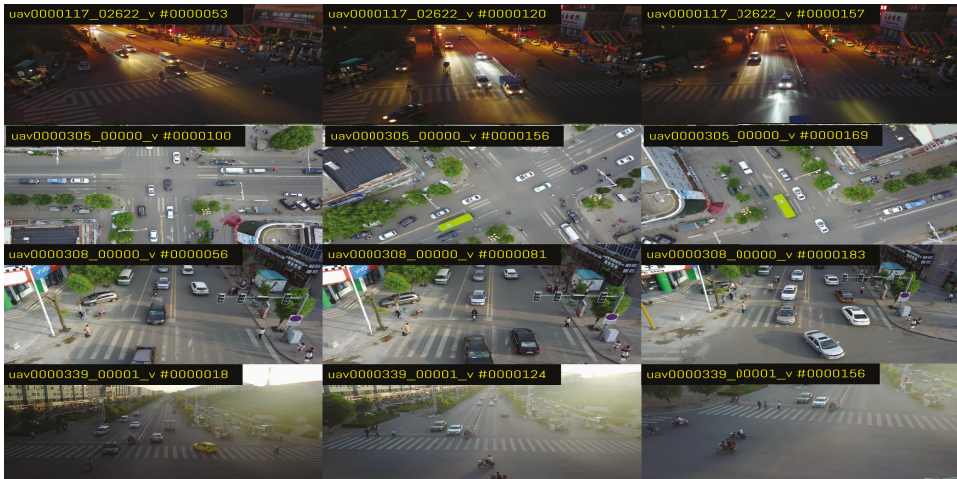 uav0000117_02622_v #0000053
uav0000117_02622_v #0000120
uav0000117_02622_v #0000157
uav0000305_00000_v #0000100
uav0000305_00000_v #0000156
uav0000305_00000_v #0000169
uav0000308_00000_v #0000056
uav0000308_00000_v #0000081
uav0000308_00000_v #0000183
uav0000339_00001_v #0000018
uav0000339_00001_v #0000124
uav0000339_00001_v #0000156